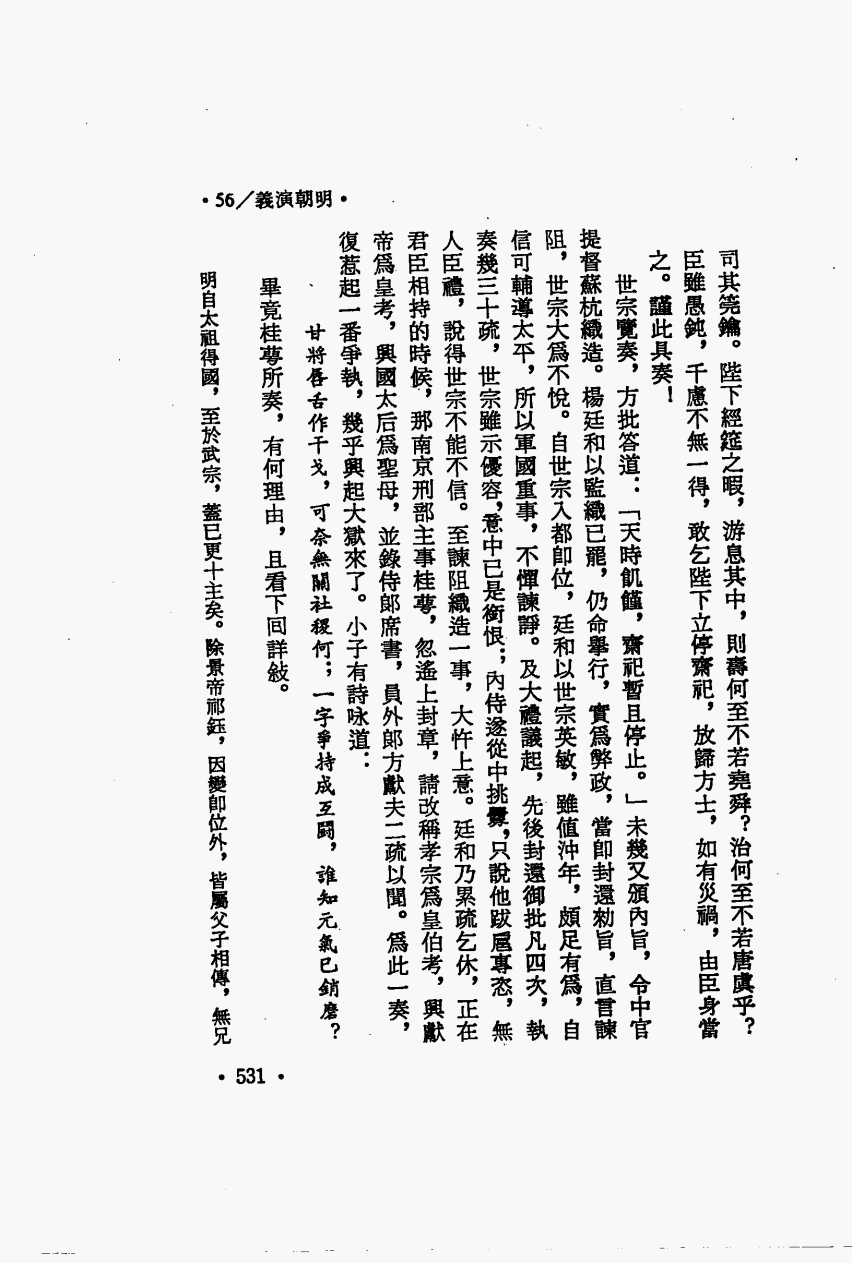 •56/義演朝明•
司其筦鑰。陛下經筵之暇，游息其中，則壽何至不若堯舜？治何至不若唐虞乎？
臣雖愚鈍，千慮不無一得，敢乞陛下立停齋祀，放歸方士，如有災禍，由臣身當
之。謹此具奏！
世宗覽奏，方批答道：「天時飢饉，齋祀暫且停止。」未幾又頒內旨，令中官
提督蘇杭織造。楊廷和以監織已罷，仍命舉行，實爲弊政，當卽封還勑旨，直言諫
阻，世宗大爲不悅。自世宗入都卽位，廷和以世宗英敏，雖值沖年，頗足有爲，自
信可輔導太平，所以軍國重事，不憚諫諍。及大禮議起，先後封還御批凡四次，執
奏幾三十疏，世宗雖示優容，意中已是銜恨；內侍遂從中挑釁，只說他跋扈專恣，無
人臣禮，說得世宗不能不信。至諫阻織造一事，大忤上意。廷和乃累疏乞休，正在
君臣相持的時候，那南京刑部主事桂萼，忽遙上封章，請改稱孝宗爲皇伯考，興獻
帝爲皇考，興國太后爲聖母，並錄侍郞席書，員外郞方獻夫二疏以聞。爲此一奏，
復惹起一番爭執，幾乎興起大獄來了。小子有詩咏道：
甘將唇舌作干戈，可奈無關社稷何；一字爭持成互鬬，誰知元氣已銷磨？
畢竟桂萼所奏，有何理由，且看下回詳敍。
明自太祖得國，至於武宗，蓋已更十主矣。除景帝祁鈺，因變卽位外，皆屬父子相傳，無兄
•531•